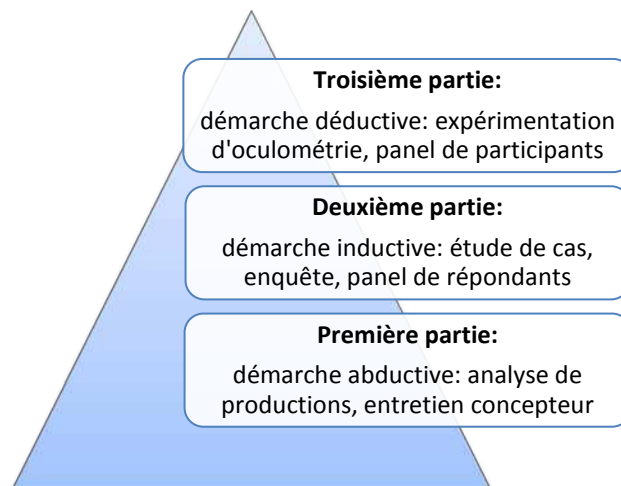 Troisième partie:
démarche déductive: expérimentation
d'oculométrie, panel de participants
Deuxième partie:
démarche inductive: étude de cas,
enquête, panel de répondants
Première partie:
démarche abductive: analyse de
productions, entretien concepteur